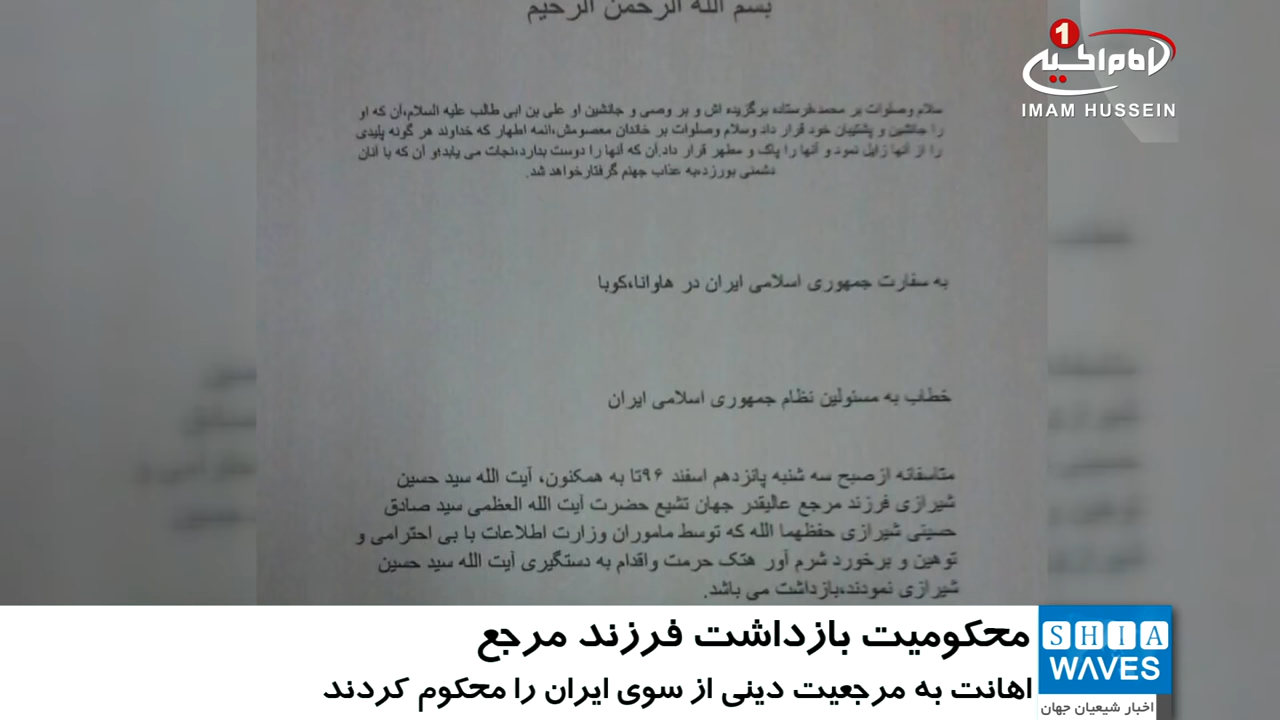 بسم الله الرحمن الرحیم
1
امام حسین
IMAM HUSSEIN
سلام وصلوات بر محمدخرستاده برگزیده اش و بر وصی و جانشین او علی بن ابی طالب علیه السلام،آن که او
را جانشین و پشتیبان خود قرار داد وسلام وصلوات بر خاندان معصومش،ائمه اطهار که خداوند هر گونه پلیدی
را از آنها زایل نمود و آنها را پاک و مطهر قرار داد.آن که آنها را دوست بدارد،نجات می یابد؛و آن که با آنان
دشمنی بورزد،به عذاب جهنم گرفتارخواهد شد.
به سفارت جمهوری اسلامی ایران در هاوانا،کوبا
خطاب به مسئولین نظام جمهوری اسلامی ایران
متاسفانه ازصبح سه شنبه پانزدهم اسفند ۹۶تا به همکنون، آیت الله سید حسین
شیرازی فرزند مرجع عالیقدر جهان تشیع حضرت آیت الله العظمی سید صادق
حسینی شیرازی حفظهما الله که توسط ماموران وزارت اطلاعات با بی احترامی و
توهین و برخورد شرم آور هتک حرمت واقدام به دستگیری آیت الله سید حسین
شیرازی نمودند،بازداشت می باشد.
محکومیت بازداشت فرزند مرجع
اهانت به مرجعیت دینی از سوی ایران را محکوم کردند
SHIA
WAVES
اخبار شیعیان جهان